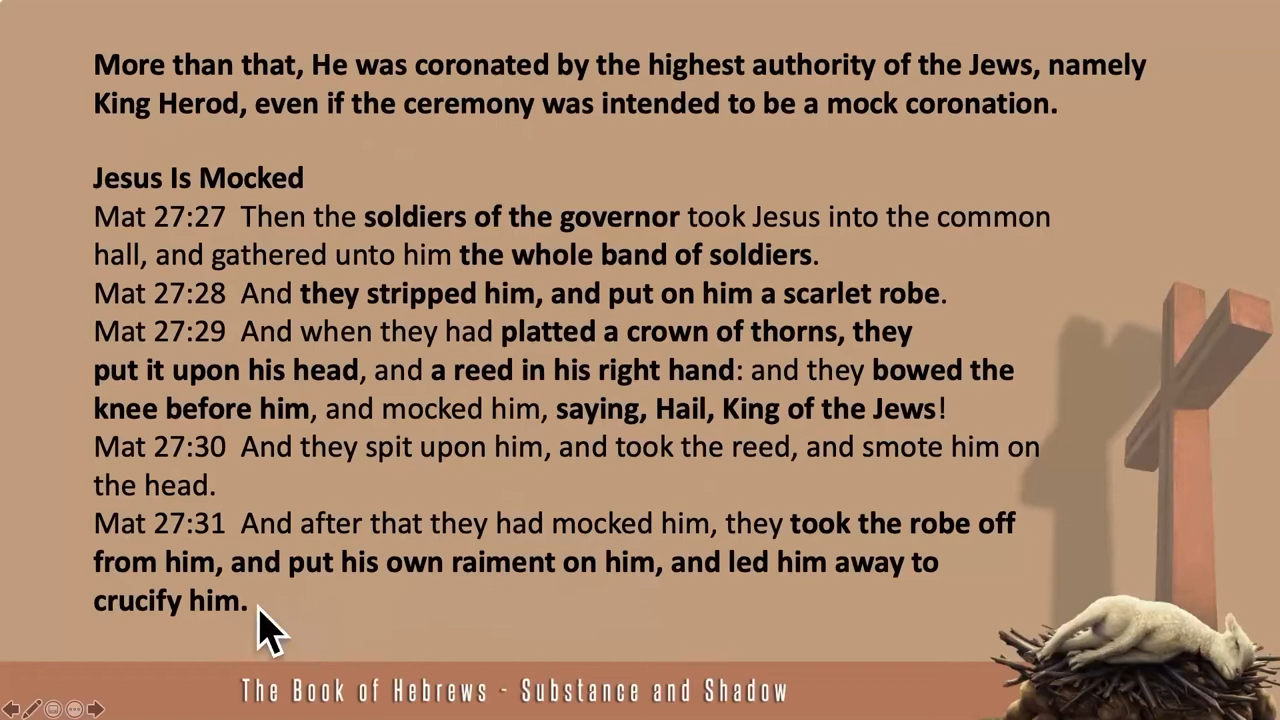 More than that, He was coronated by the highest authority of the Jews, namely
King Herod, even if the ceremony was intended to be a mock coronation.
Jesus Is Mocked
Mat 27:27 Then the soldiers of the governor took Jesus into the common
hall, and gathered unto him the whole band of soldiers.
Mat 27:28 And they stripped him, and put on him a scarlet robe.
Mat 27:29 And when they had platted a crown of thorns, they
put it upon his head, and a reed in his right hand: and they bowed the
knee before him, and mocked him, saying, Hail, King of the Jews!
Mat 27:30 And they spit upon him, and took the reed, and smote him on
the head.
Mat 27:31 And after that they had mocked him, they took the robe off
from him, and put his own raiment on him, and led him away to
crucify him.
The Book of Hebrews - Substance and Shadow